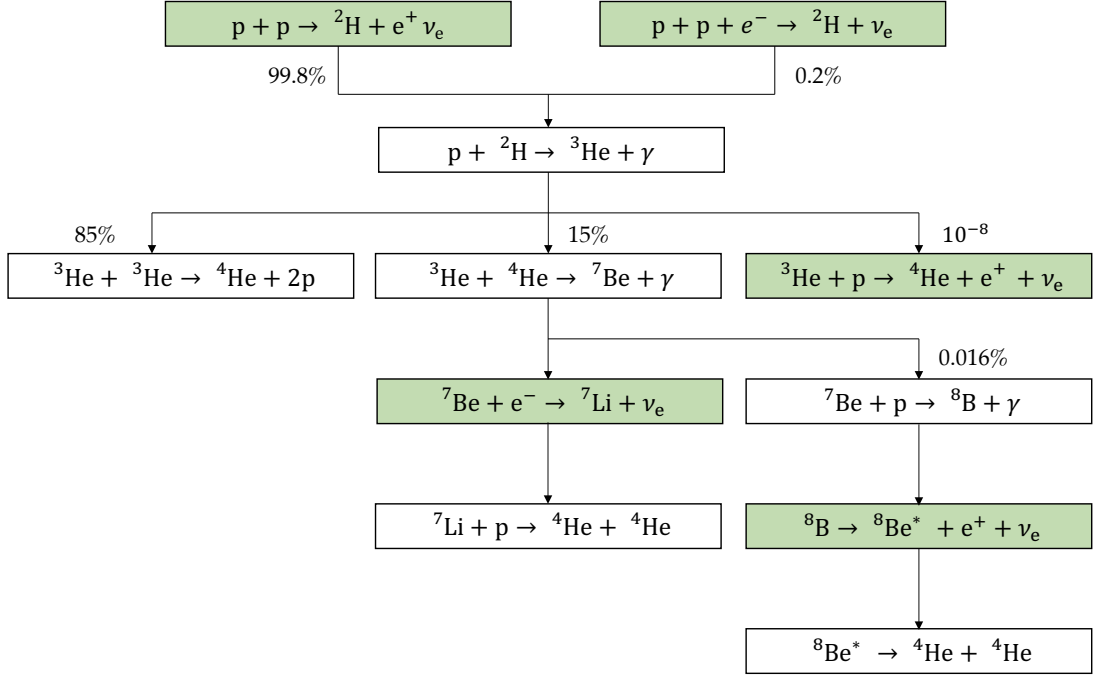 p + p → ²H + e⁺ νₑ
p + p + e⁻ → ²H + νₑ
99.8%
0.2%
p + ²H → ³He + γ
85%
15%
10⁻⁸
³He + ³He → ⁴He + 2p
³He + ⁴He → ⁷Be + γ
³He + p → ⁴He + e⁺ + νₑ
0.016%
⁷Be + e⁻ → ⁷Li + νₑ
⁷Be + p → ⁸B + γ
⁷Li + p → ⁴He + ⁴He
⁸B → ⁸Be* + e⁺ + νₑ
⁸Be* → ⁴He + ⁴He